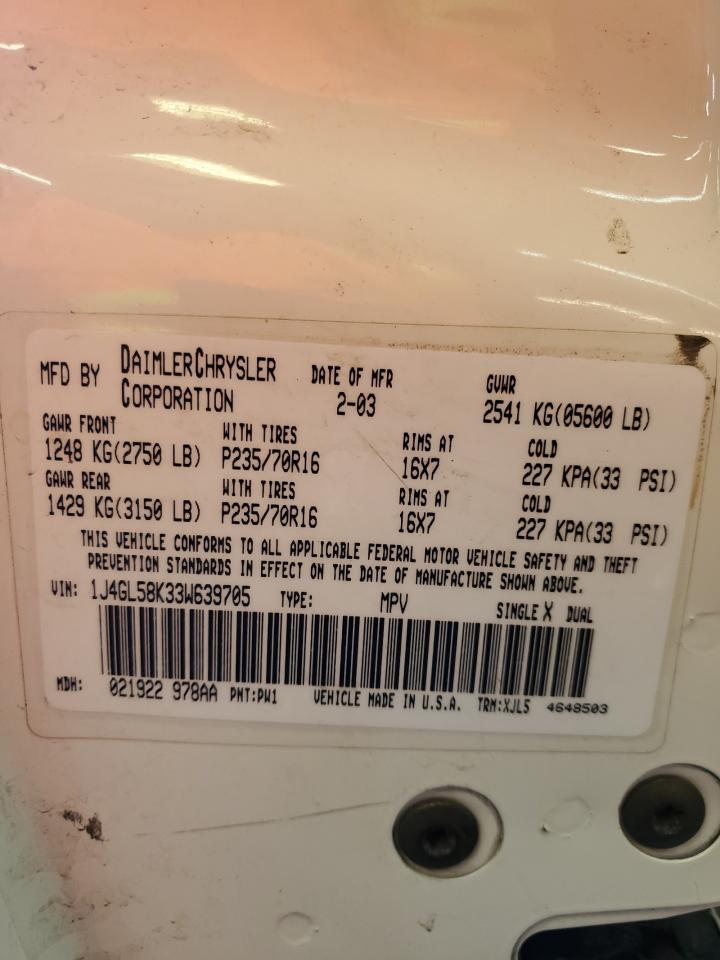 MFD BY DAIMLERCHRYSLER CORPORATION DATE OF MFR 2-03 GVWR 2541 KG(05600 LB)
GAWR FRONT WITH TIRES RIMS AT COLD
1248 KG(2750 LB) P235/70R16 16X7 227 KPA(33 PSI)
GAWR REAR WITH TIRES RIMS AT COLD
1429 KG(3150 LB) P235/70R16 16X7 227 KPA(33 PSI)
THIS VEHICLE CONFORMS TO ALL APPLICABLE FEDERAL MOTOR VEHICLE SAFETY AND THEFT
PREVENTION STANDARDS IN EFFECT ON THE DATE OF MANUFACTURE SHOWN ABOVE.
VIN: 1J4GL58K33W639705 TYPE: MPV SINGLE X DUAL
MDH: 021922 978AA PNT:PW1 VEHICLE MADE IN U.S.A. TRM:XJL5 4648503